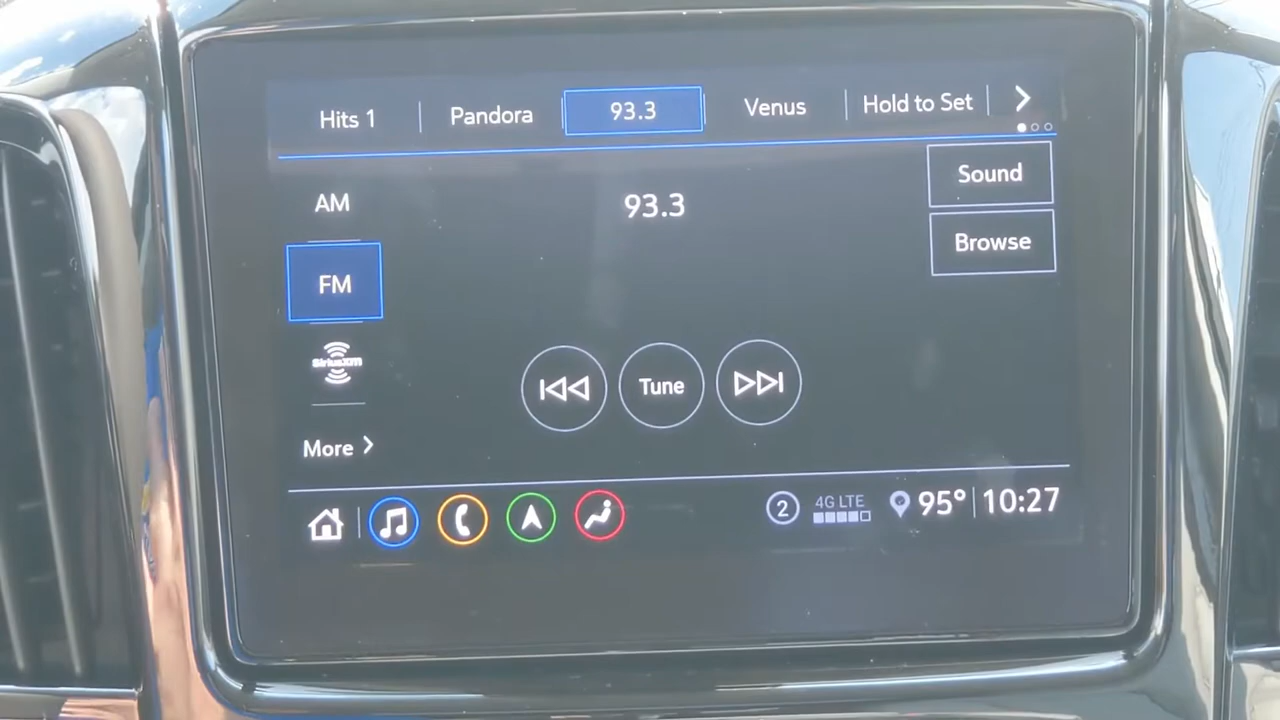 Hits 1 Pandora 93.3 Venus Hold to Set
AM
93.3
Sound
Browse
FM
SiriusXM
Tune
More
2 4G LTE 95° 10:27